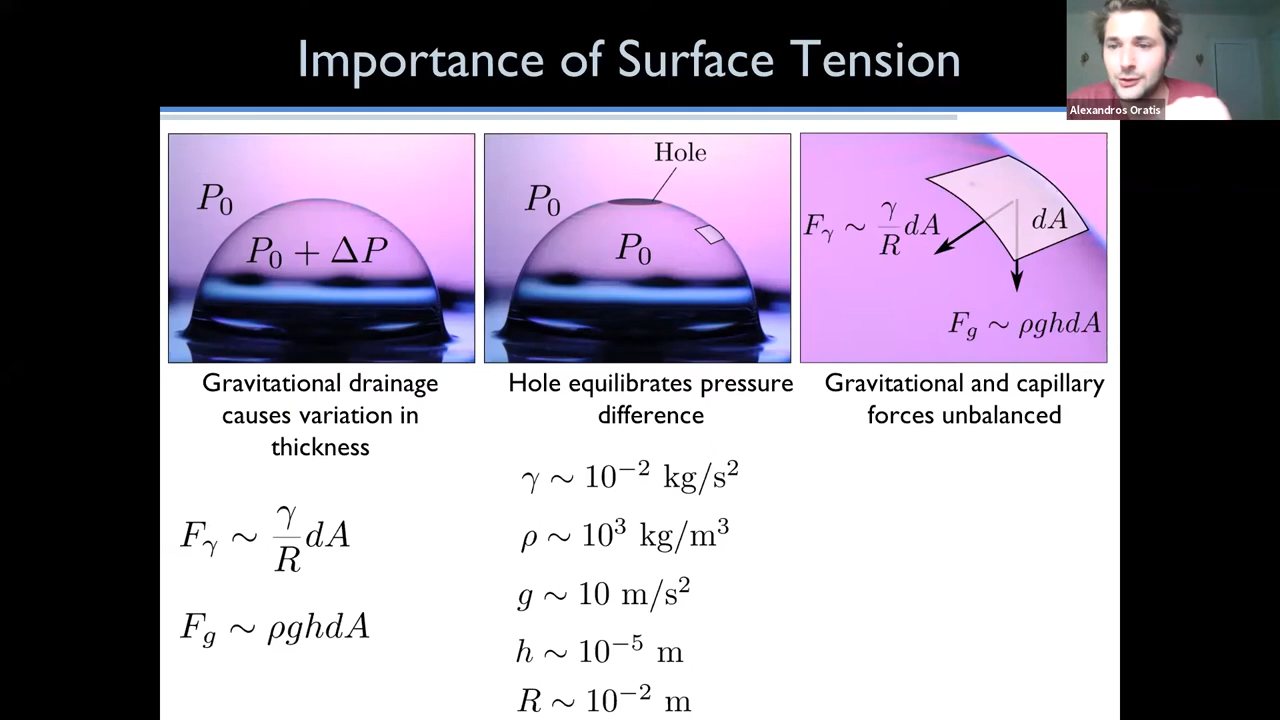 Importance of Surface Tension
Alexandros Oratis
P₀
P₀ + ΔP
Hole
P₀
P₀
F_γ ∼ γ/R dA
dA
F_g ∼ ρghdA
Gravitational drainage
causes variation in
thickness
Hole equilibrates pressure
difference
Gravitational and capillary
forces unbalanced
F_γ ∼ γ/R dA
F_g ∼ ρghdA
γ ∼ 10⁻² kg/s²
ρ ∼ 10³ kg/m³
g ∼ 10 m/s²
h ∼ 10⁻⁵ m
R ∼ 10⁻² m